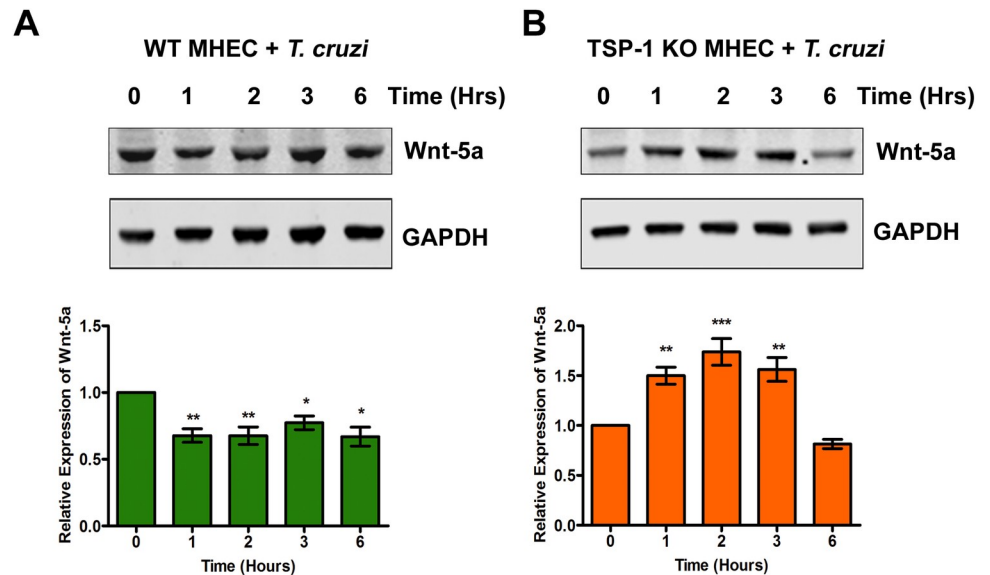 A
WT MHEC + T. cruzi
0 1 2 3 6 Time (Hrs)
Wnt-5a
GAPDH
Relative Expression of Wnt-5a
1.5
1.0
0.5
0.0
** ** * *
0 1 2 3 6
Time (Hours)
B
TSP-1 KO MHEC + T. cruzi
0 1 2 3 6 Time (Hrs)
Wnt-5a
GAPDH
Relative Expression of Wnt-5a
2.0
1.5
1.0
0.5
0.0
** *** **
0 1 2 3 6
Time (Hours)